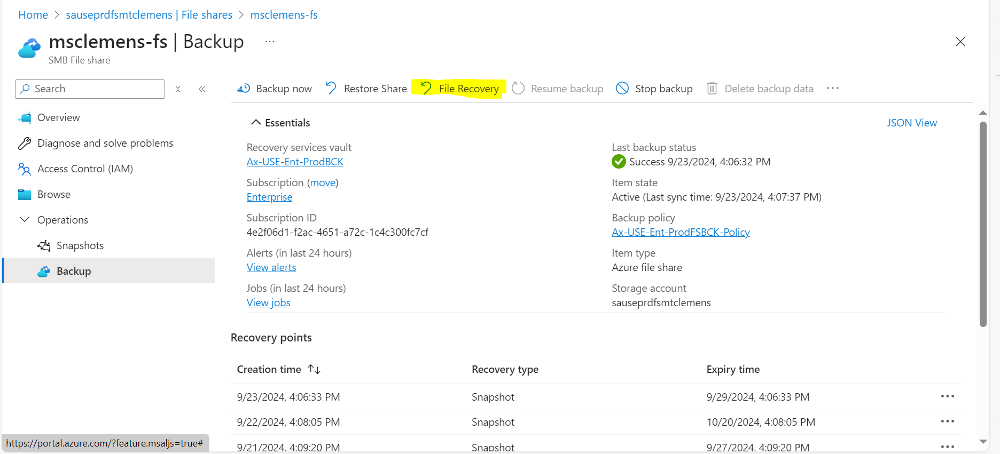 Home > sauseprdfsmtclemens | File shares > msclemens-fs
msclemens-fs | Backup ...
SMB File share
Search
Backup now Restore Share File Recovery Resume backup Stop backup Delete backup data ...
Overview
Diagnose and solve problems
Access Control (IAM)
Browse
Operations
Snapshots
Backup
Essentials
JSON View
Recovery services vault
Ax-USE-Ent-ProdBCK
Subscription (move)
Enterprise
Subscription ID
4e2f06d1-f2ac-4651-a72c-1c4c300fc7cf
Alerts (in last 24 hours)
View alerts
Jobs (in last 24 hours)
View jobs
Last backup status
Success 9/23/2024, 4:06:32 PM
Item state
Active (Last sync time: 9/23/2024, 4:07:37 PM)
Backup policy
Ax-USE-Ent-ProdFSBCK-Policy
Item type
Azure file share
Storage account
sauseprdfsmtclemens
Recovery points
Creation time Recovery type Expiry time
9/23/2024, 4:06:33 PM Snapshot 9/29/2024, 4:06:33 PM ...
9/22/2024, 4:08:05 PM Snapshot 10/20/2024, 4:08:05 PM ...
9/21/2024, 4:09:20 PM Snapshot 9/27/2024, 4:09:20 PM ...
https://portal.azure.com/?feature.msaljs=true#